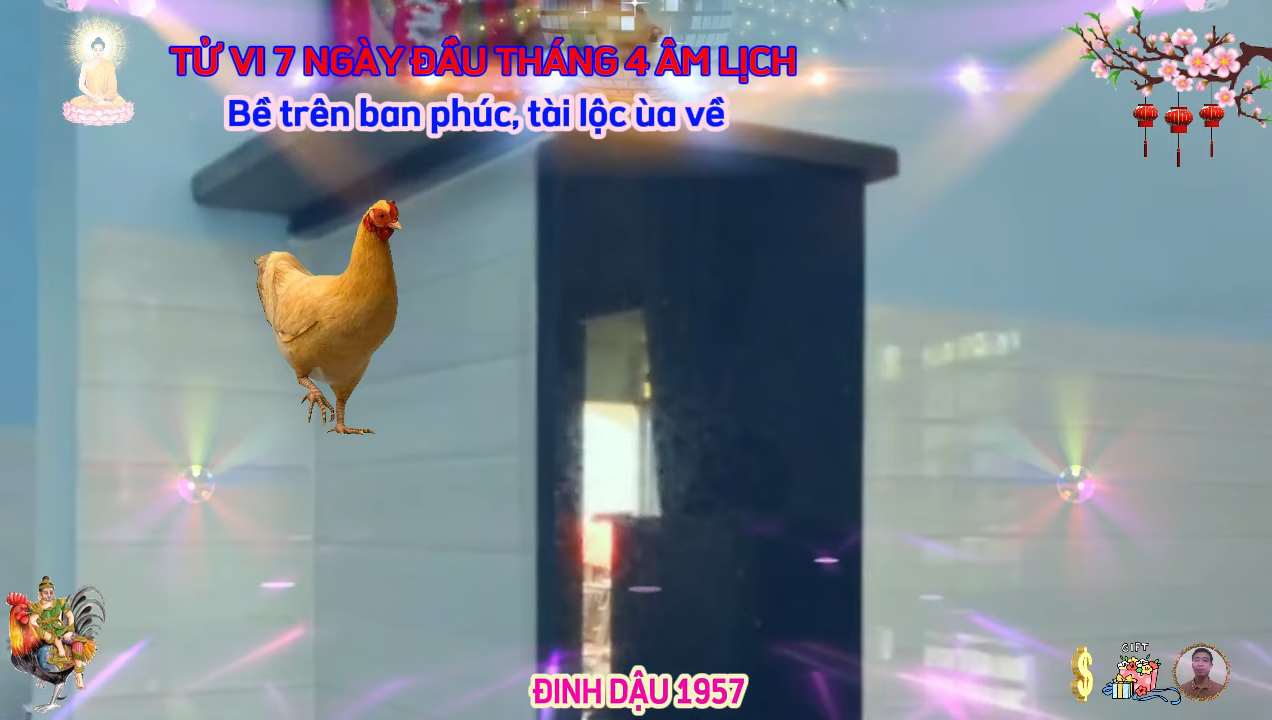 TỬ VI 7 NGÀY ĐẦU THÁNG 4 ÂM LỊCH
Bề trên ban phúc, tài lộc ùa về
GIFT
$
ĐINH DẬU 1957